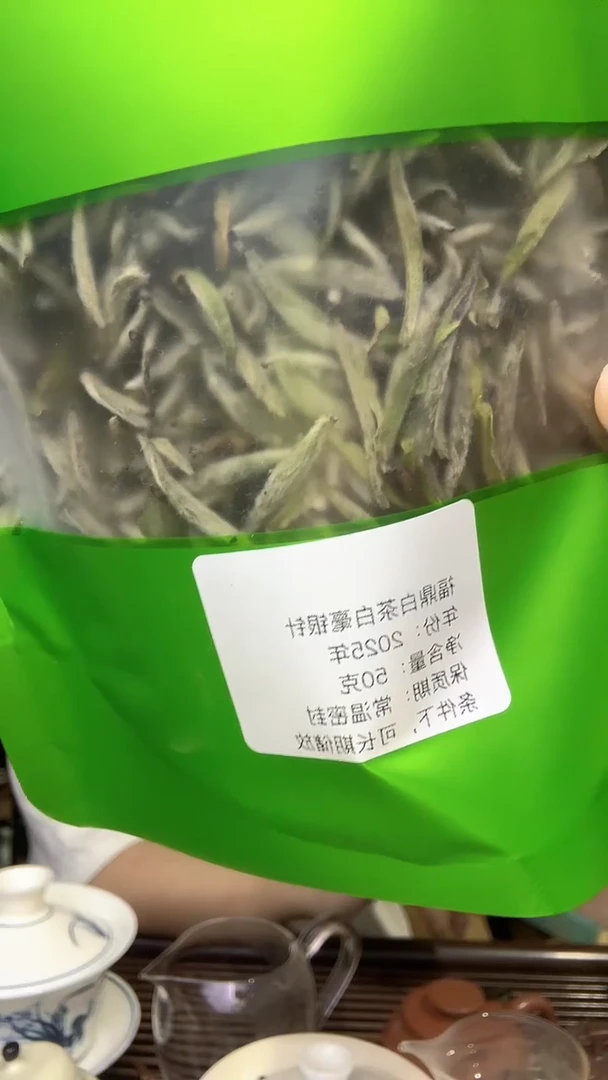 福鼎白茶白毫银针
年份：2025年
净含量：50克
保质期：常温密封
条件下，可长期储放